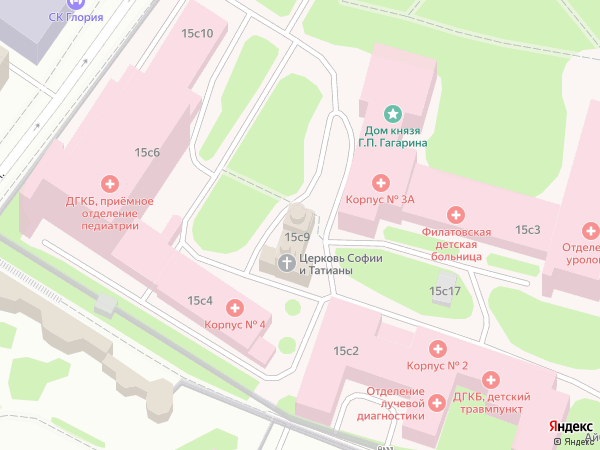 СК Глория
15с10
15с6
ДГКБ, приёмное
отделение
педиатрии
Дом князя
Г.П. Гагарина
Корпус № 3А
Филатовская
детская
больница
15с3
15с9
Церковь Софии
и Татианы
15с17
15с4
Корпус № 4
15с2
Корпус № 2
Отделение
лучевой
диагностики
ДГКБ, детский
травмпункт
Яндекс
© Яндекс